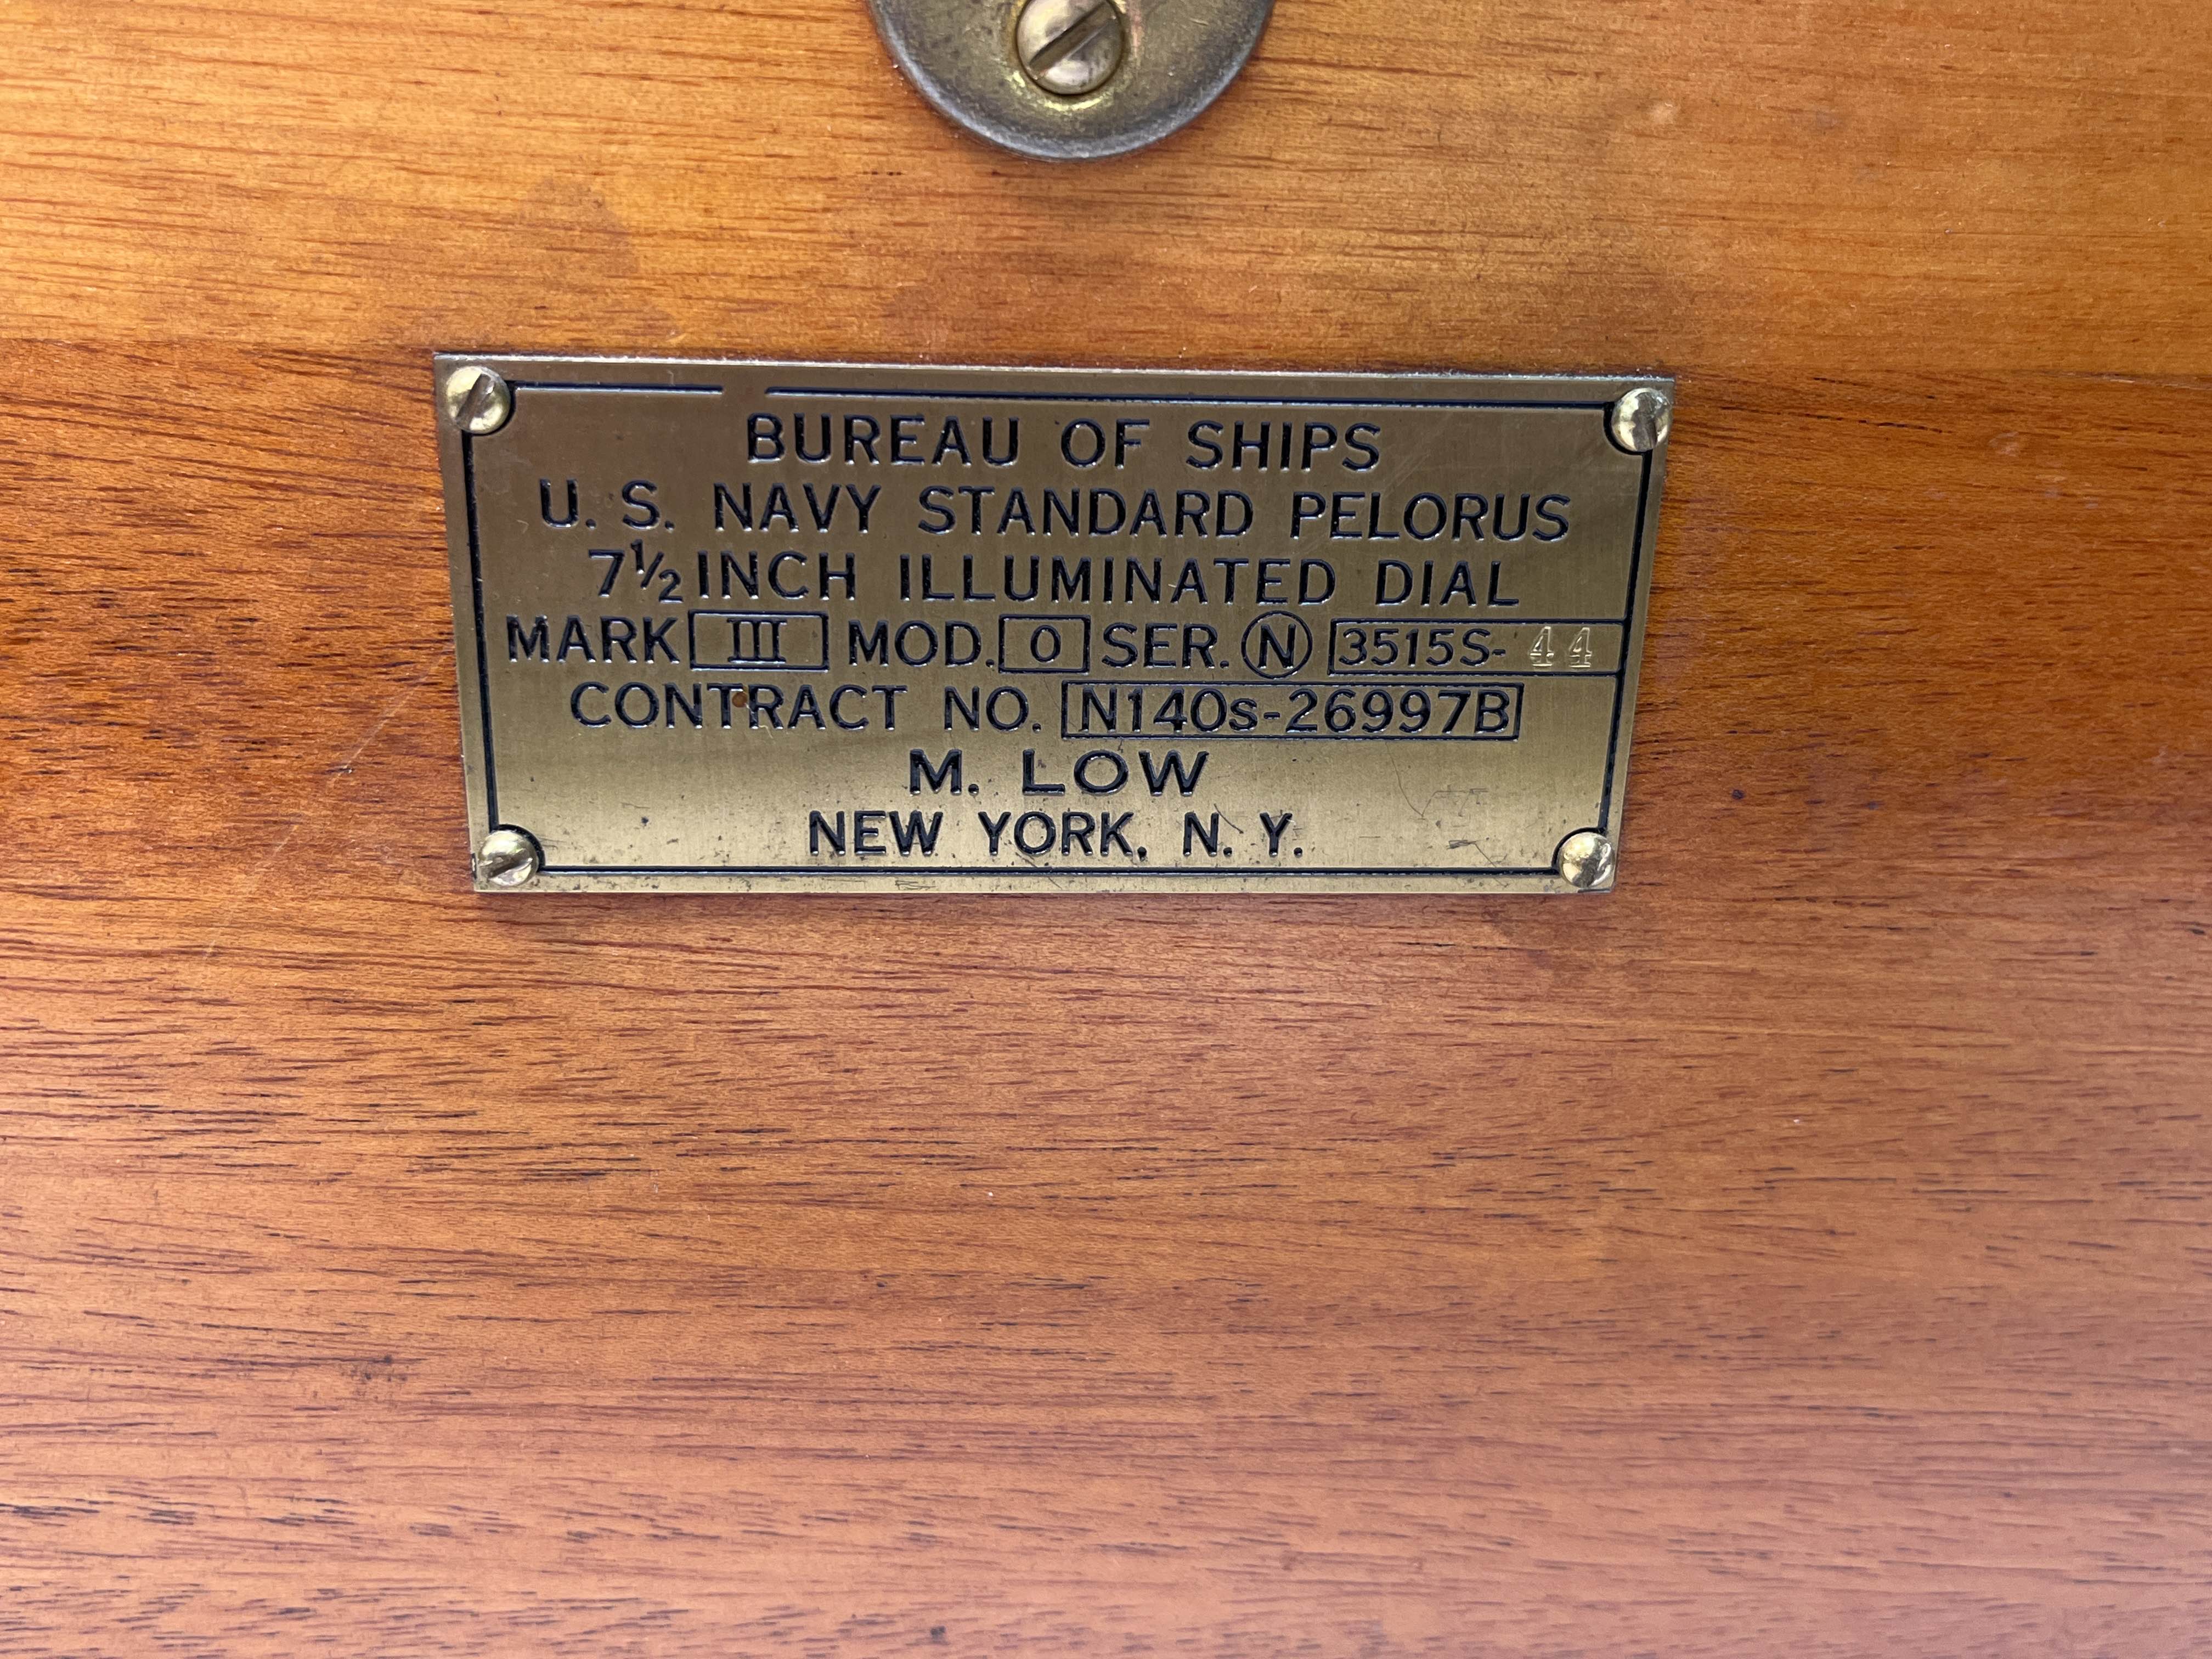 BUREAU OF SHIPS
U. S. NAVY STANDARD PELORUS
7½ INCH ILLUMINATED DIAL
MARK III MOD. 0 SER. N 3515S-44
CONTRACT NO. N140s-26997B
M. LOW
NEW YORK, N. Y.